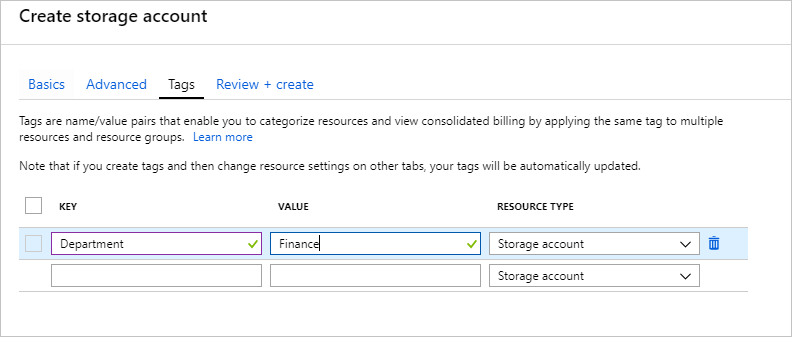 Create storage account
Basics Advanced Tags Review + create
Tags are name/value pairs that enable you to categorize resources and view consolidated billing by applying the same tag to multiple
resources and resource groups. Learn more
Note that if you create tags and then change resource settings on other tabs, your tags will be automatically updated.
KEY VALUE RESOURCE TYPE
Department Finance Storage account
Storage account